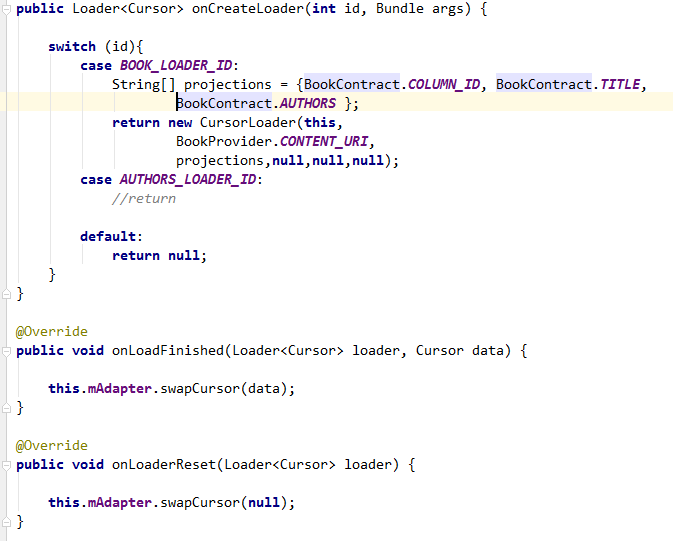 public Loader<Cursor> onCreateLoader(int id, Bundle args) {
switch (id){
case BOOK_LOADER_ID:
String[] projections = {BookContract.COLUMN_ID, BookContract.TITLE,
BookContract.AUTHORS };
return new CursorLoader(this,
BookProvider.CONTENT_URI,
projections,null,null,null);
case AUTHORS_LOADER_ID:
//return
default:
return null;
}
}
@Override
public void onLoadFinished(Loader<Cursor> loader, Cursor data) {
this.mAdapter.swapCursor(data);
}
@Override
public void onLoaderReset(Loader<Cursor> loader) {
this.mAdapter.swapCursor(null);
}